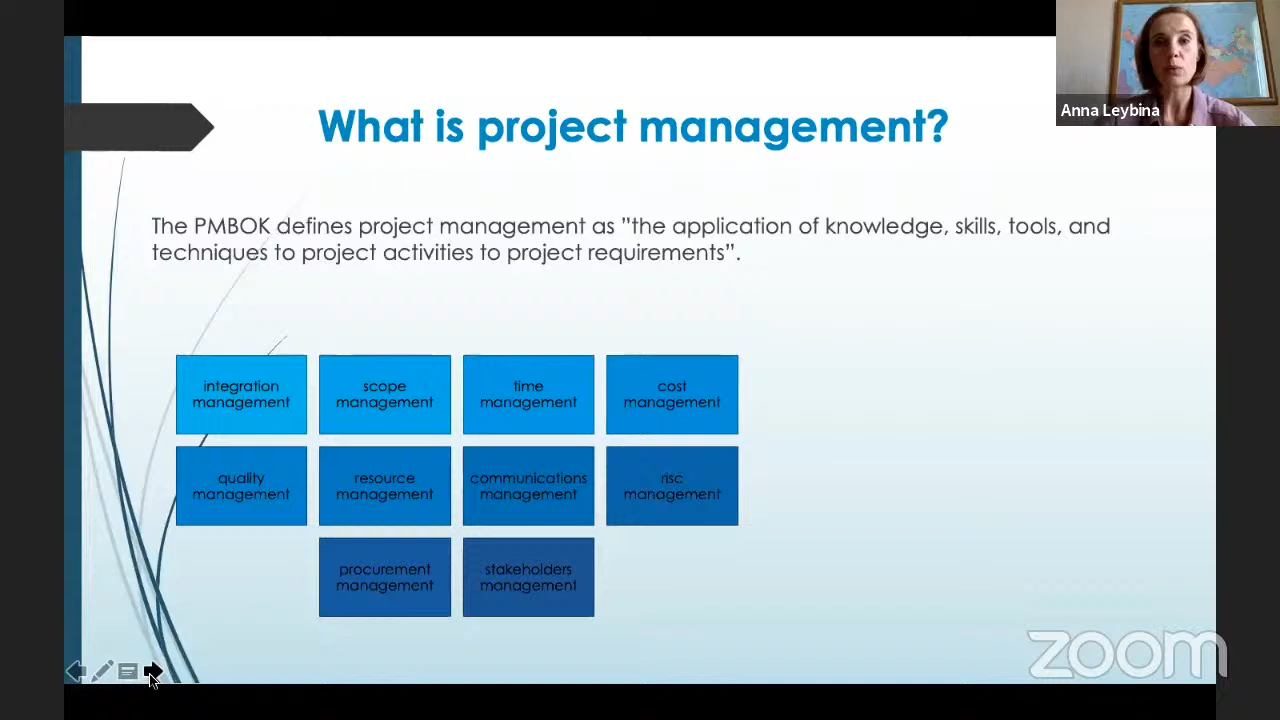 What is project management?
Anna Leybina
The PMBOK defines project management as ”the application of knowledge, skills, tools, and
techniques to project activities to project requirements”.
integration
management
scope
management
time
management
cost
management
quality
management
resource
management
communications
management
risc
management
procurement
management
stakeholders
management
zoom